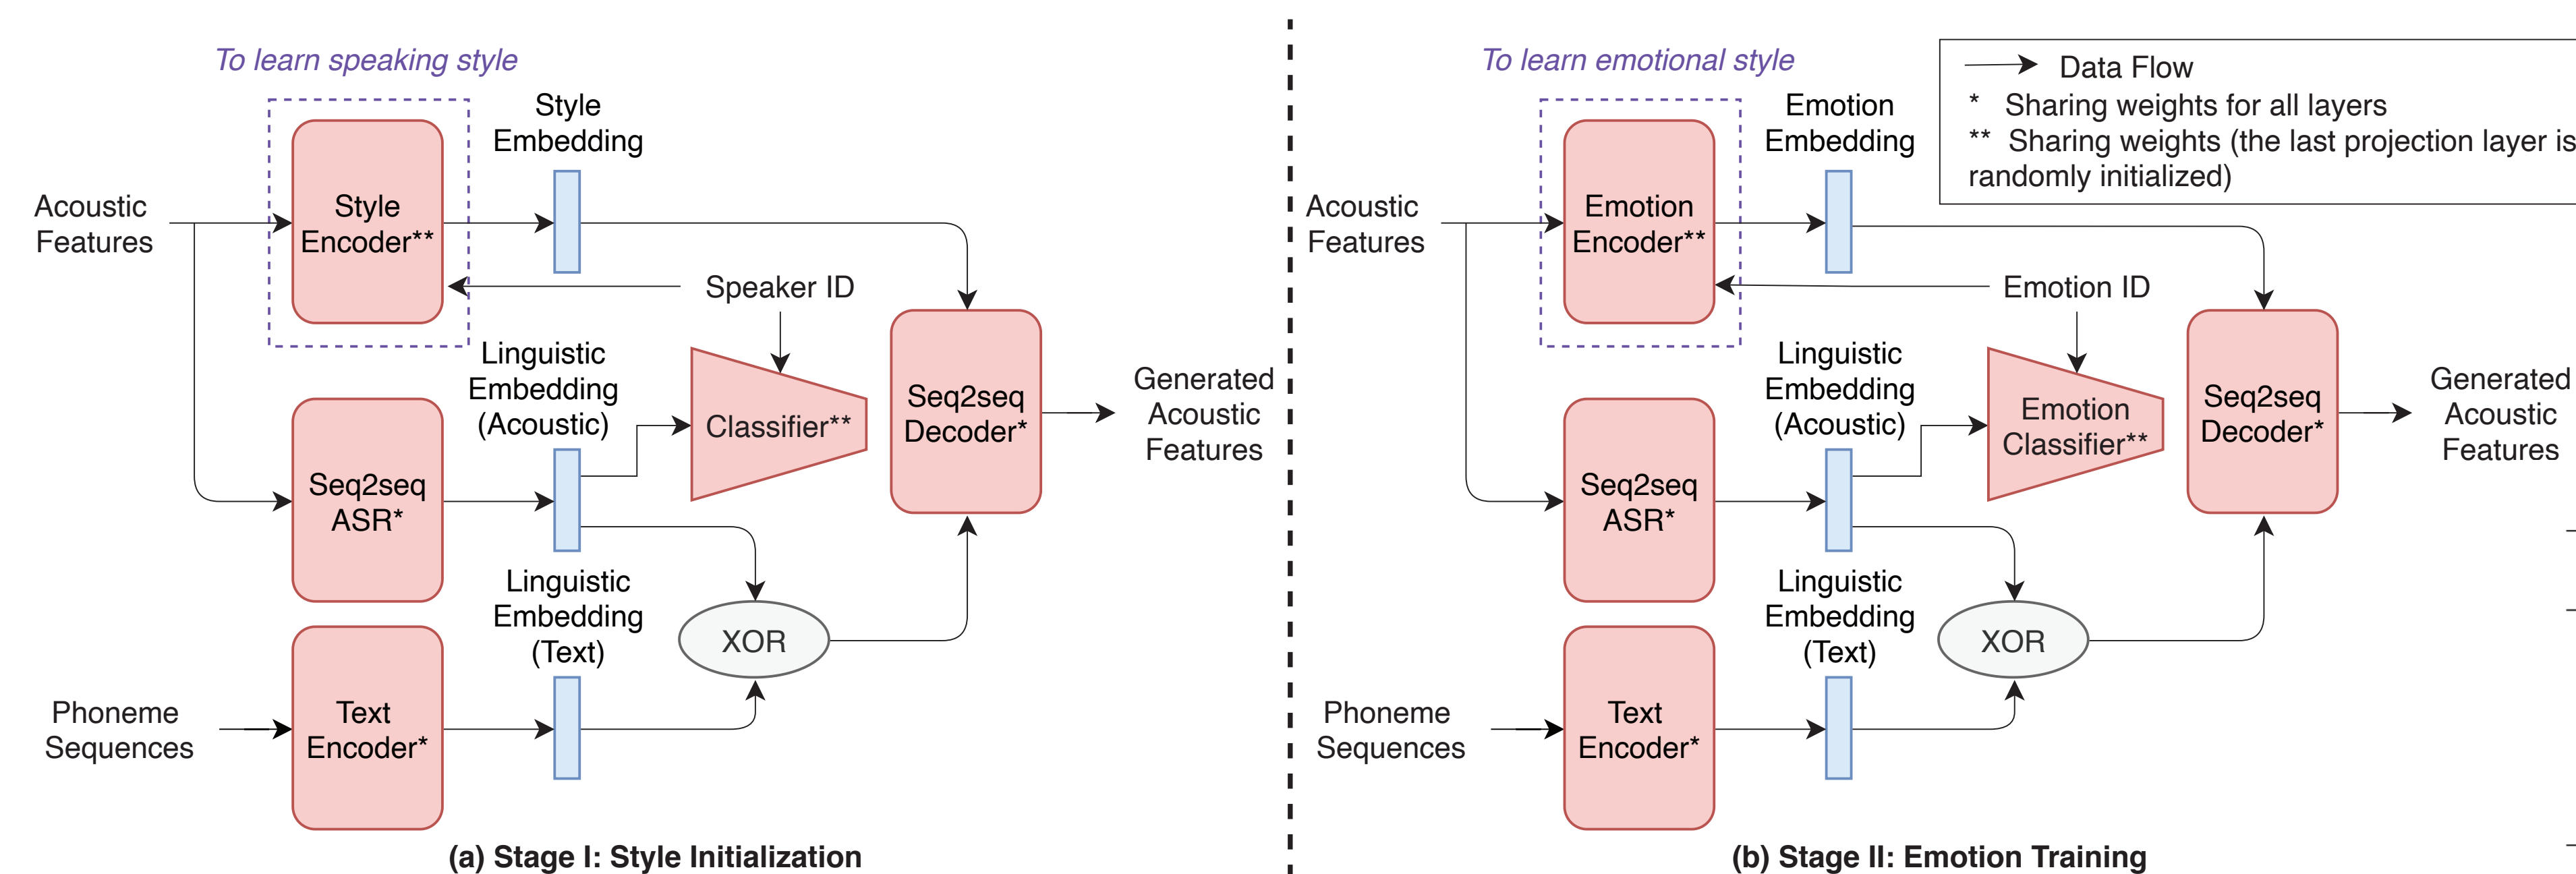 To learn speaking style
Style
Embedding
Acoustic
Features
Style
Encoder**
Speaker ID
Linguistic
Embedding
(Acoustic)
Classifier**
Seq2seq
Decoder*
Generated
Acoustic
Features
Seq2seq
ASR*
Linguistic
Embedding
(Text)
XOR
Phoneme
Sequences
Text
Encoder*
(a) Stage I: Style Initialization
To learn emotional style
Emotion
Embedding
Data Flow
* Sharing weights for all layers
** Sharing weights (the last projection layer is
randomly initialized)
Acoustic
Features
Emotion
Encoder**
Emotion ID
Linguistic
Embedding
(Acoustic)
Emotion
Classifier**
Seq2seq
Decoder*
Generated
Acoustic
Features
Seq2seq
ASR*
Linguistic
Embedding
(Text)
XOR
Phoneme
Sequences
Text
Encoder*
(b) Stage II: Emotion Training